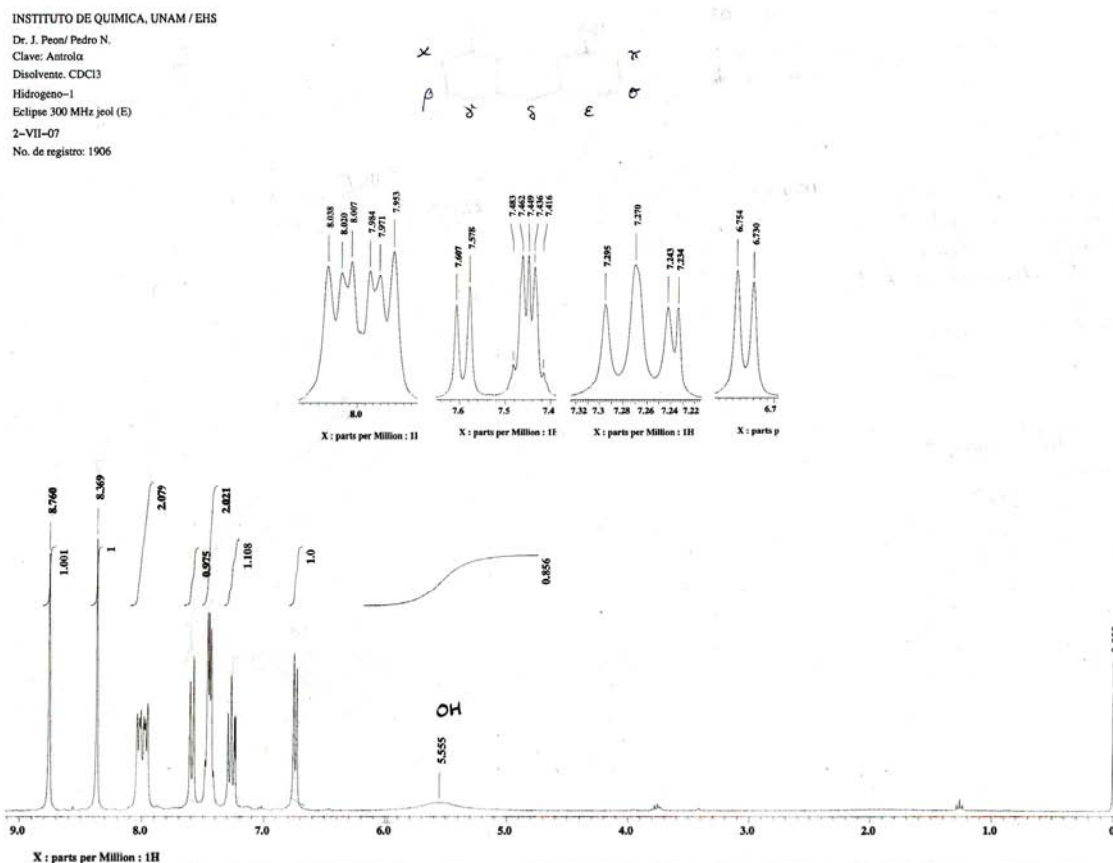 INSTITUTO DE QUIMICA, UNAM / EHS
Dr. J. Peon/ Pedro N.
Clave: Antrolα
Disolvente. CDCl3
Hidrogeno-1
Eclipse 300 MHz jeol (E)
2-VII-07
No. de registro: 1906
α π
β γ δ ε σ
8.038 8.020 8.007 7.984 7.971 7.953
7.607 7.578
7.483 7.462 7.449 7.436 7.416
7.295 7.270 7.243 7.234
6.754 6.730
8.0
7.6 7.5 7.4
7.32 7.3 7.28 7.26 7.24 7.22
6.7
X : parts per Million : 1H
X : parts per Million : 1H
X : parts per Million : 1H
X : parts p
8.760 8.369
1.001 1 2.079 0.975 2.021 1.108 1.0 0.856
OH
5.555
9.0 8.0 7.0 6.0 5.0 4.0 3.0 2.0 1.0 0
X : parts per Million : 1H